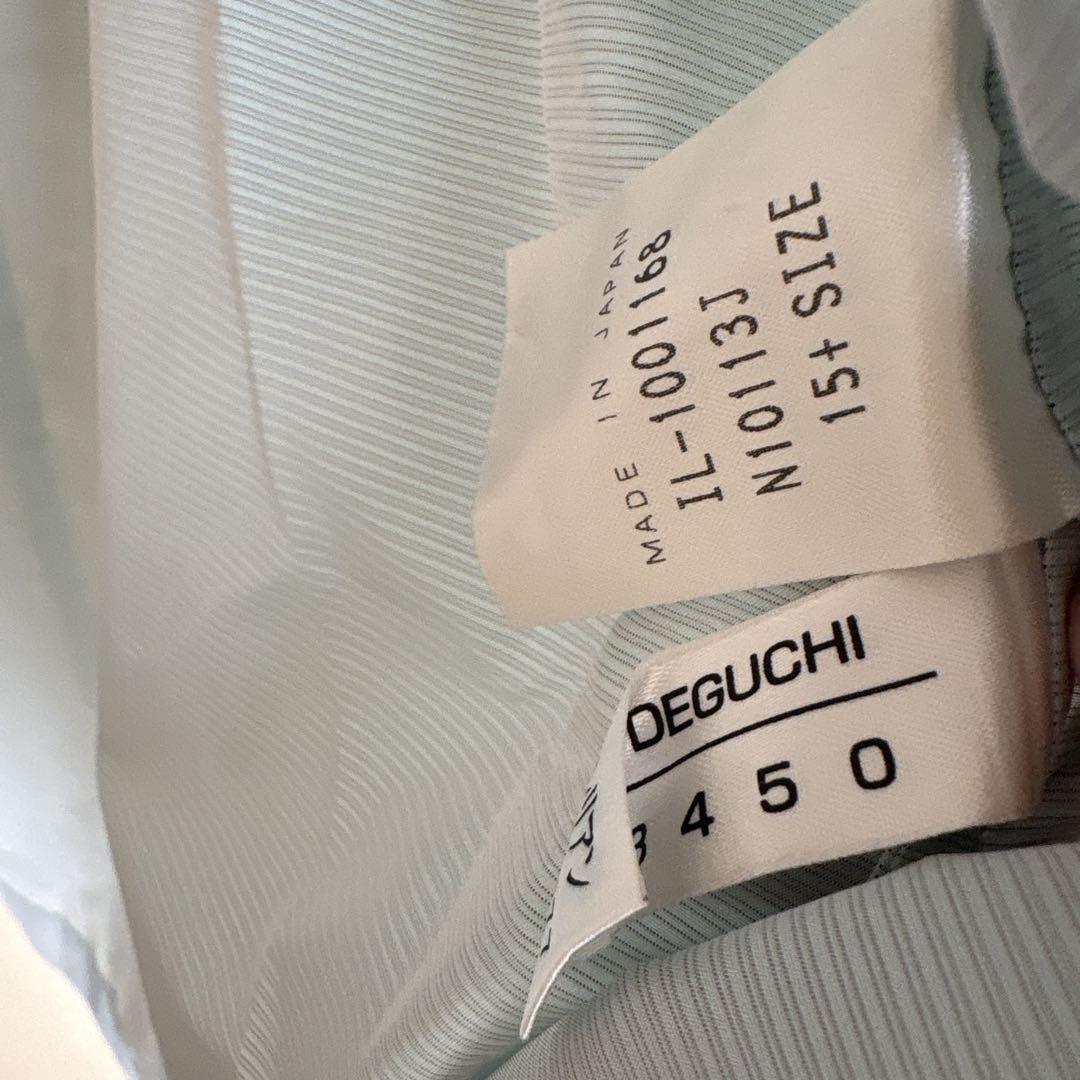 MADE IN JAPAN
IL-1001168
N10113J
15+ SIZE
DEGUCHI
3450